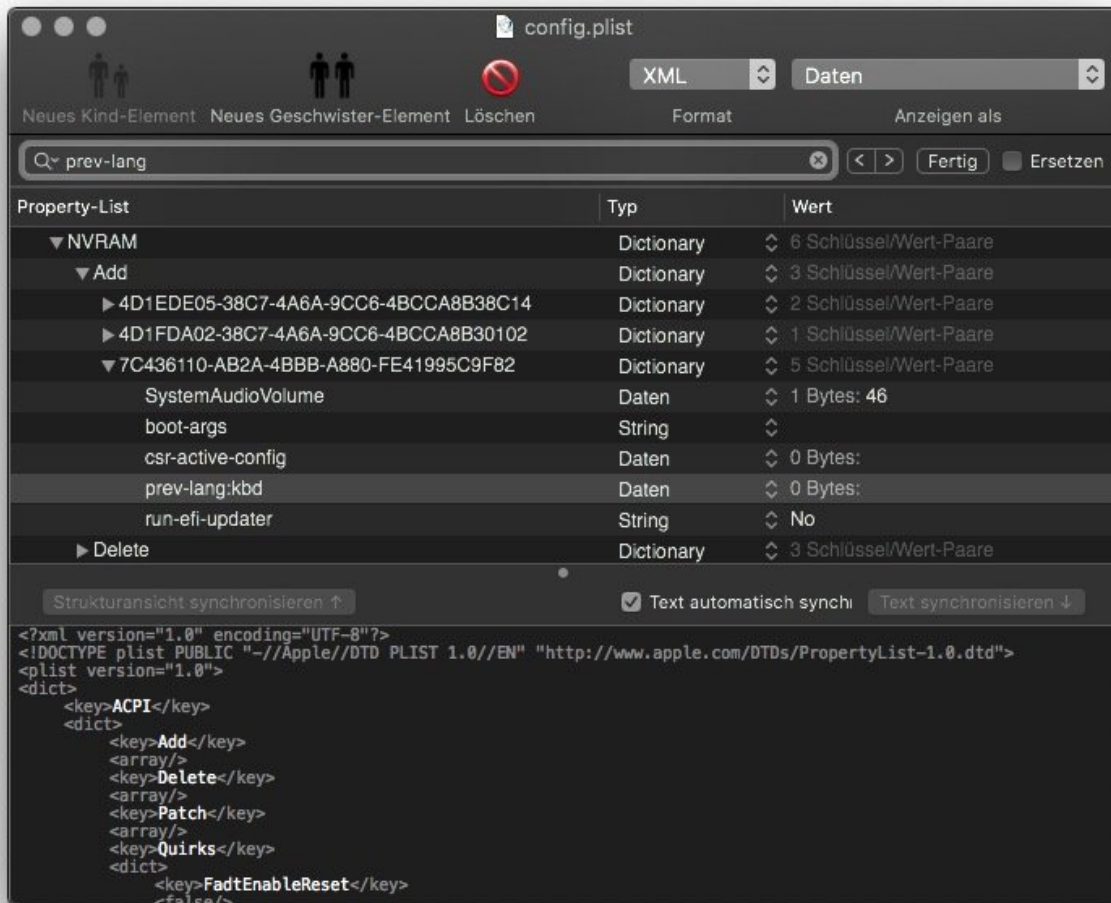 config.plist
XML
Daten
Neues Kind-Element Neues Geschwister-Element Löschen Format Anzeigen als
prev-lang < > Fertig Ersetzen
Property-List Typ Wert
NVRAM Dictionary 6 Schlüssel/Wert-Paare
Add Dictionary 3 Schlüssel/Wert-Paare
4D1EDE05-38C7-4A6A-9CC6-4BCCA8B38C14 Dictionary 2 Schlüssel/Wert-Paare
4D1FDA02-38C7-4A6A-9CC6-4BCCA8B30102 Dictionary 1 Schlüssel/Wert-Paare
7C436110-AB2A-4BBB-A880-FE41995C9F82 Dictionary 5 Schlüssel/Wert-Paare
SystemAudioVolume Daten 1 Bytes: 46
boot-args String
csr-active-config Daten 0 Bytes:
prev-lang:kbd Daten 0 Bytes:
run-efi-updater String No
Delete Dictionary 3 Schlüssel/Wert-Paare
Strukturansicht synchronisieren ↑ Text automatisch synchi Text synchronisieren ↓
<?xml version="1.0" encoding="UTF-8"?>
<!DOCTYPE plist PUBLIC "-//Apple//DTD PLIST 1.0//EN" "http://www.apple.com/DTDs/PropertyList-1.0.dtd">
<plist version="1.0">
<dict>
<key>ACPI</key>
<dict>
<key>Add</key>
<array/>
<key>Delete</key>
<array/>
<key>Patch</key>
<array/>
<key>Quirks</key>
<dict>
<key>FadtEnableReset</key>
<false/>